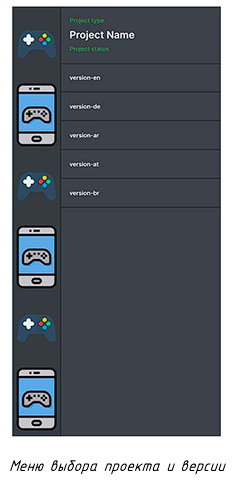 Project type
Project Name
Project status
version-en
version-de
version-ar
version-at
version-br
Меню выбора проекта и версии